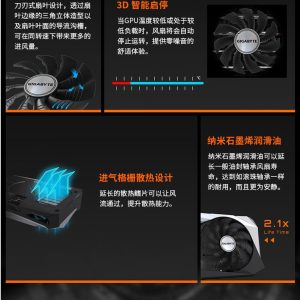 刀刃式扇叶设计，透过扇
叶边缘的三角立体造型以
及扇叶叶面的导流沟槽，
可在同转速下带来更多的
进风量。
GIGABYTE
3D 智能启停
当GPU温度较低或处于较
低负载时，风扇将会自动
停止运转，提供零噪音的
舒适体验。
GIGABYTE
℃
进气格栅散热设计
延长的散热鳍片可以让风
流通过，提升散热能力。
纳米石墨烯润滑油
纳米石墨烯润滑油可以延
长一般油封轴承风扇寿
命，达到如滚珠轴承一样
的耐用，而且更为安静。
2.1x
Life Time
GIGABYTE